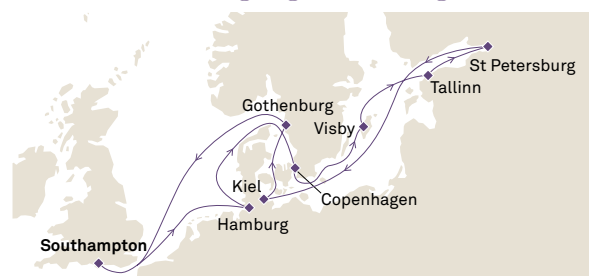 St Petersburg
Tallinn
Gothenburg
Visby
Kiel
Copenhagen
Hamburg
Southampton